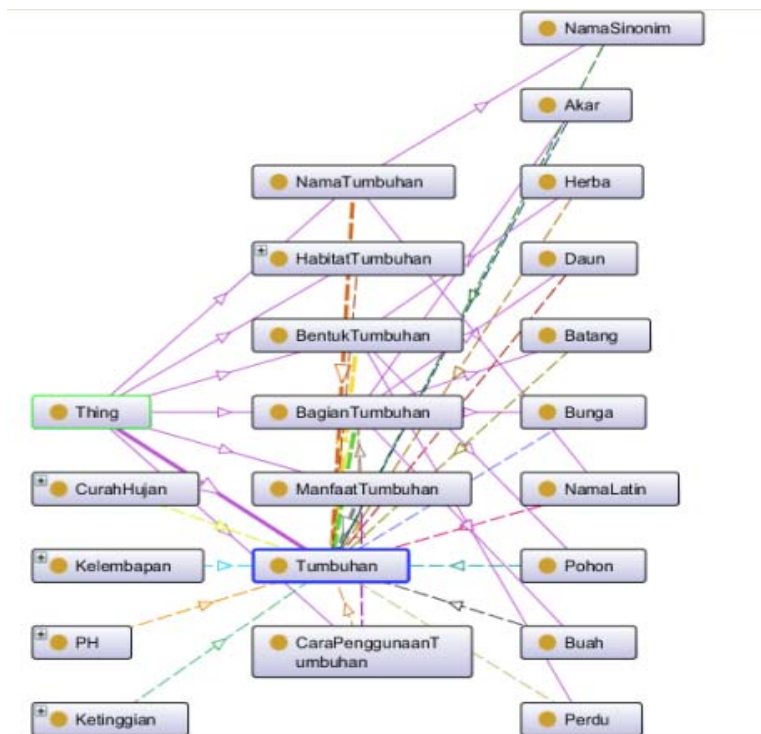 NamaSinonim
Akar
NamaTumbuhan
Herba
HabitatTumbuhan
Daun
BentukTumbuhan
Batang
Thing
BagianTumbuhan
Bunga
CurahHujan
ManfaatTumbuhan
NamaLatin
Kelembapan
Tumbuhan
Pohon
PH
CaraPenggunaanT
umbuhan
Buah
Ketinggian
Perdu